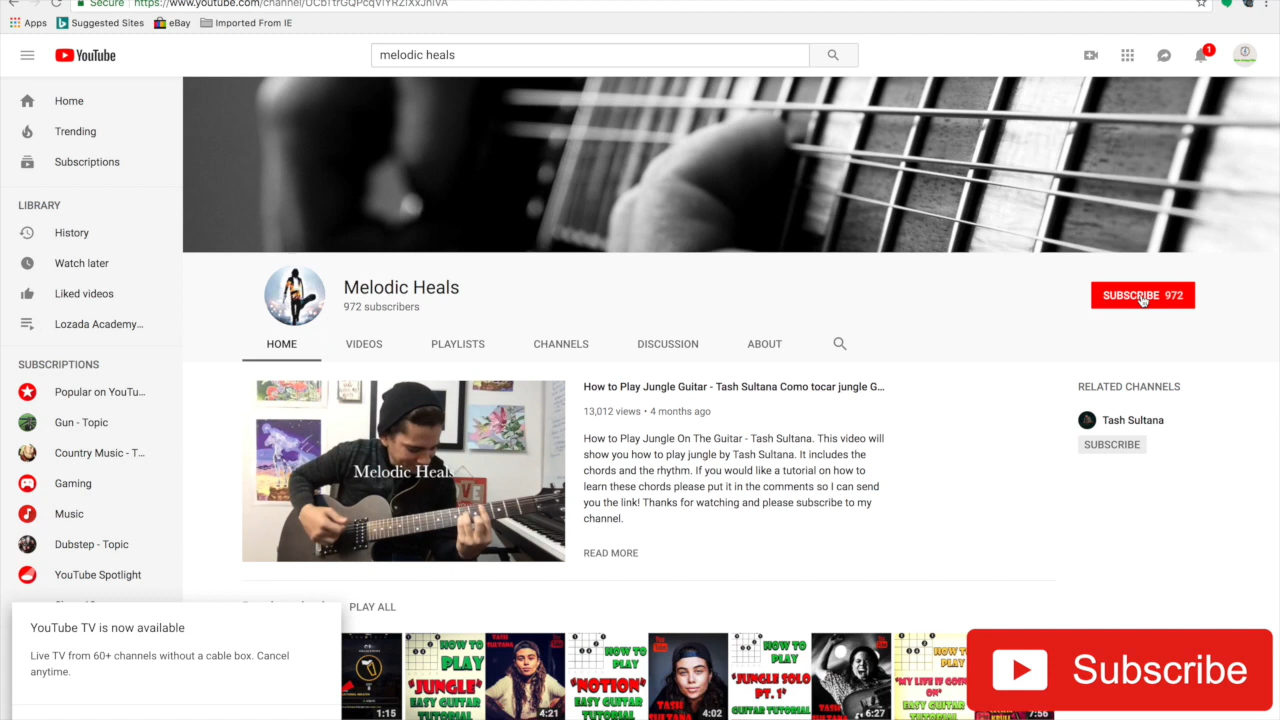 Secure
Apps
Suggested Sites
eBay
Imported From IE
YouTube
melodic heals
1
Home
Trending
Subscriptions
LIBRARY
History
Watch later
Liked videos
Lozada Academy...
SUBSCRIPTIONS
Popular on YouTu...
Gun - Topic
Country Music - T...
Gaming
Music
Dubstep - Topic
YouTube Spotlight
Melodic Heals
972 subscribers
SUBSCRIBE 972
HOME
VIDEOS
PLAYLISTS
CHANNELS
DISCUSSION
ABOUT
Melodic Heals
How to Play Jungle Guitar - Tash Sultana Como tocar jungle G...
13,012 views • 4 months ago
How to Play Jungle On The Guitar - Tash Sultana. This video will
show you how to play jungle by Tash Sultana. It includes the
chords and the rhythm. If you would like a tutorial on how to
learn these chords please put it in the comments so I can send
you the link! Thanks for watching and please subscribe to my
channel.
READ MORE
RELATED CHANNELS
Tash Sultana
SUBSCRIBE
PLAY ALL
YouTube TV is now available
Live TV from 60+ channels without a cable box. Cancel
anytime.
1:15
HOW TO
PLAY
"JUNGLE"
EASY GUITAR
TUTORIAL
TASH
SULTANA
4:21
HOW TO
PLAY
"NOTION"
EASY GUITAR
TUTORIAL
4:02
HOW TO
PLAY
"JUNGLE SOLO
PT. 1"
GUITAR TUTORIAL
6:27
HOW TO
PLAY
"MY LIFE IF GOIN
ON"
EASY GUITAR
TUTORIAL
7:56
Subscribe